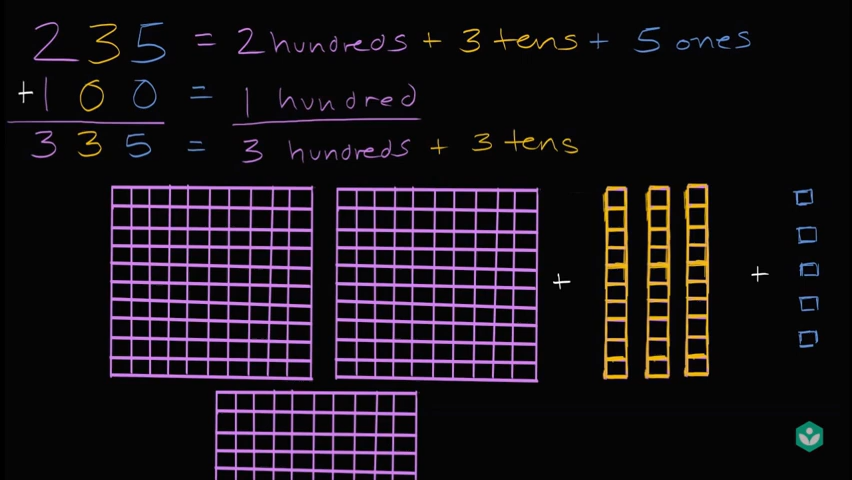 235 = 2 hundreds + 3 tens + 5 ones
+100 = 1 hundred
335 = 3 hundreds + 3 tens
+ +